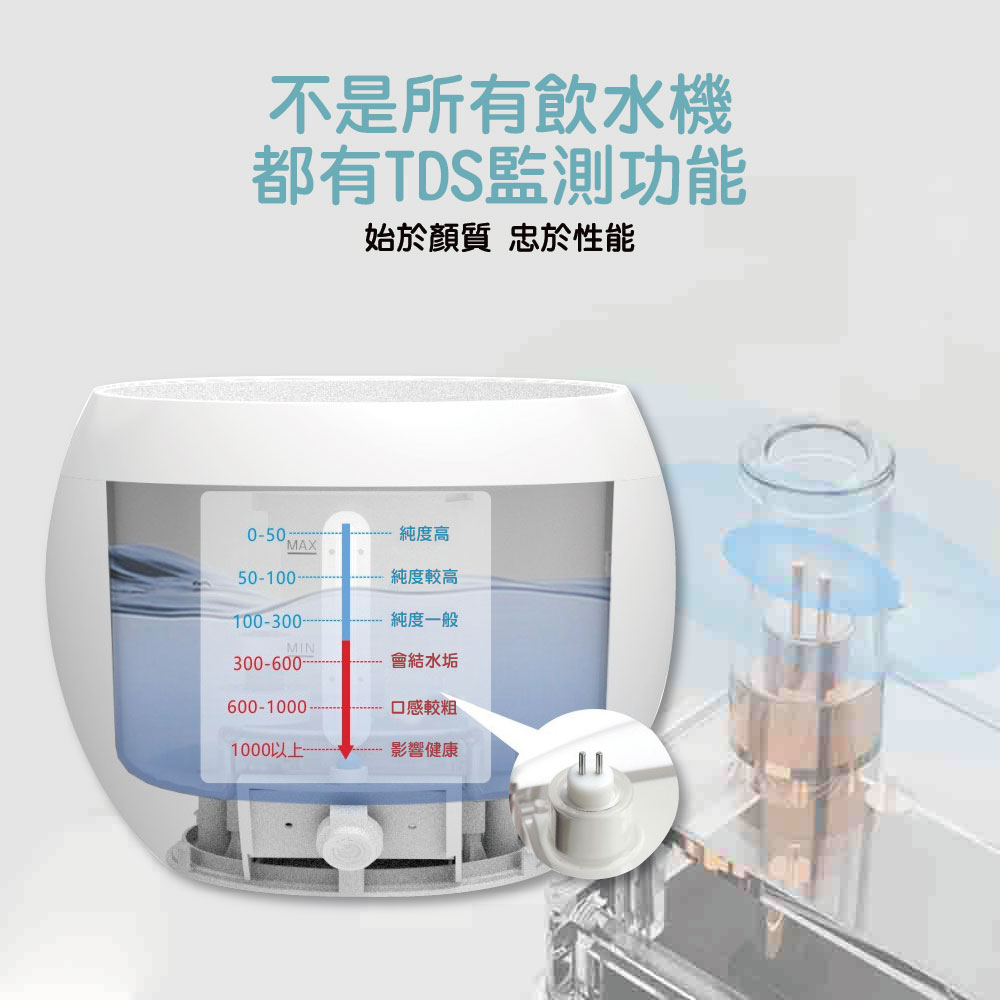 不是所有飲水機
都有TDS監測功能
始於顏質 忠於性能
0-50 純度高
MAX
50-100 純度較高
100-300 純度一般
MIN
300-600 會結水垢
600-1000 口感較粗
1000以上 影響健康